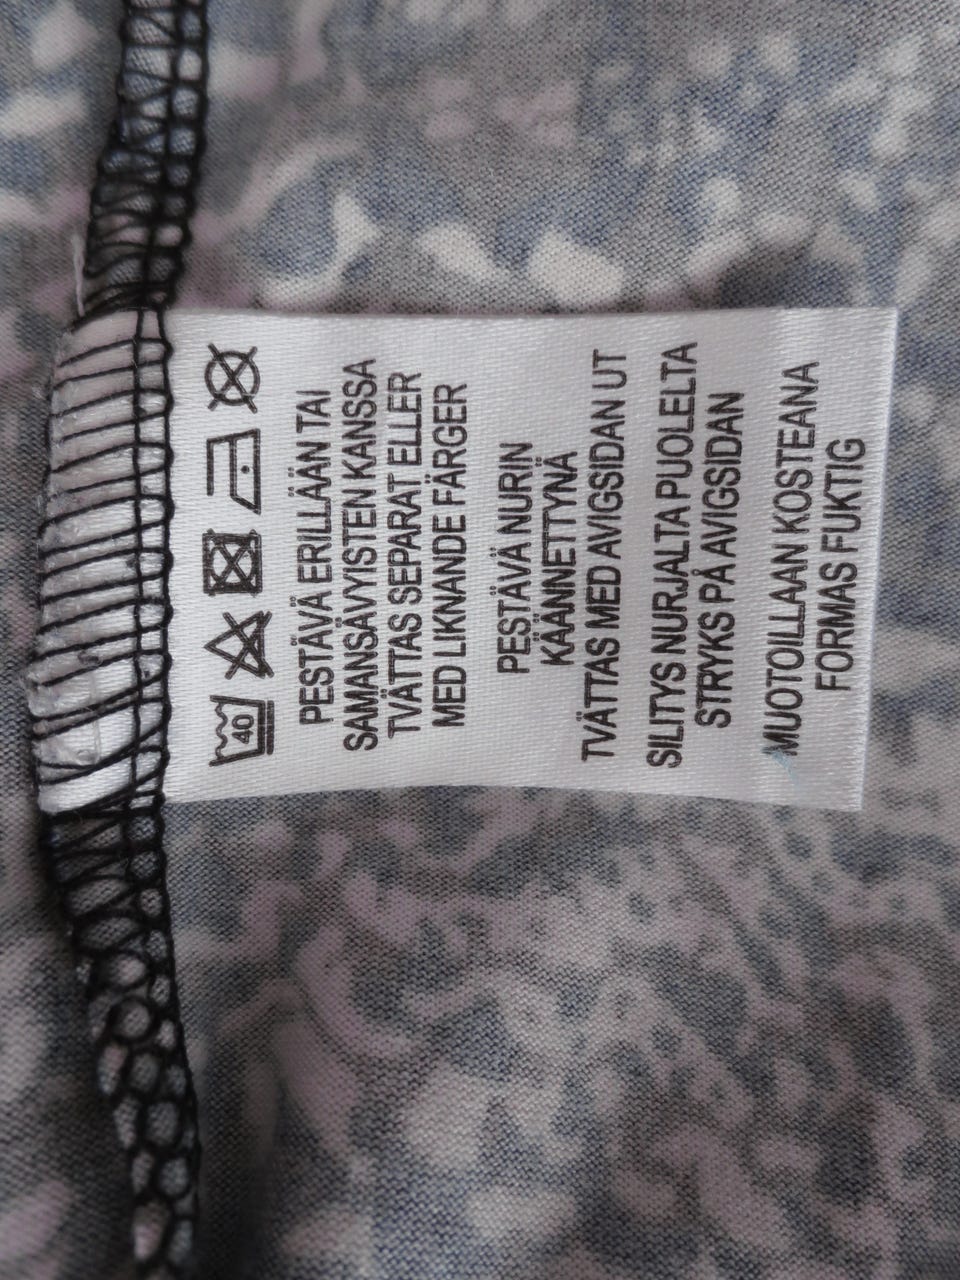 40
PESTÄVÄ ERILLÄÄN TAI
SAMANSÄVYISTEN KANSSA
TVÄTTAS SEPARAT ELLER
MED LIKNANDE FÄRGER
PESTÄVÄ NURIN
KÄÄNNETTYNÄ
TVÄTTAS MED AVIGSIDAN UT
SILITYS NURJALTA PUOLELTA
STRYKS PÅ AVIGSIDAN
MUOTOILLAAN KOSTEANA
FORMAS FUKTIG